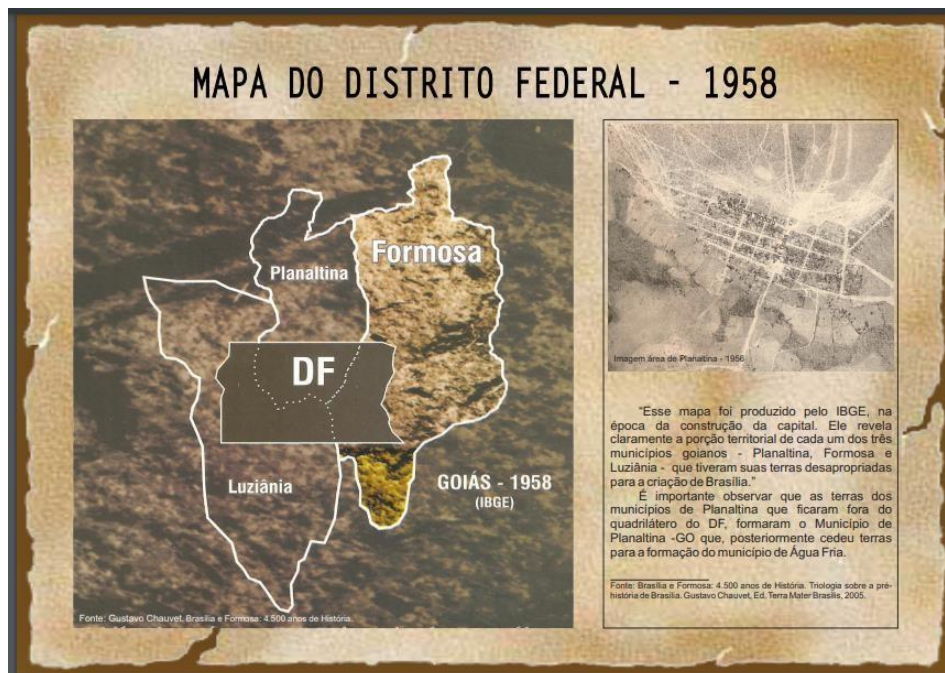 MAPA DO DISTRITO FEDERAL - 1958
Formosa
Planaltina
DF
Luziânia
GOIÁS - 1958
(IBGE)
Fonte: Gustavo Chauvet, Brasília e Formosa: 4.500 anos de História.
Imagem área de Planaltina - 1956
“Esse mapa foi produzido pelo IBGE, na
época da construção da capital. Ele revela
claramente a porção territorial de cada um dos três
municípios goianos - Planaltina, Formosa e
Luziânia - que tiveram suas terras desapropriadas
para a criação de Brasília.”
É importante observar que as terras dos
municípios de Planaltina que ficaram fora do
quadrilátero do DF, formaram o Município de
Planaltina -GO que, posteriormente cedeu terras
para a formação do município de Água Fria.
Fonte: Brasília e Formosa: 4.500 anos de História. Triologia sobre a pré-
história de Brasília. Gustavo Chauvet, Ed. Terra Mater Brasilis, 2005.